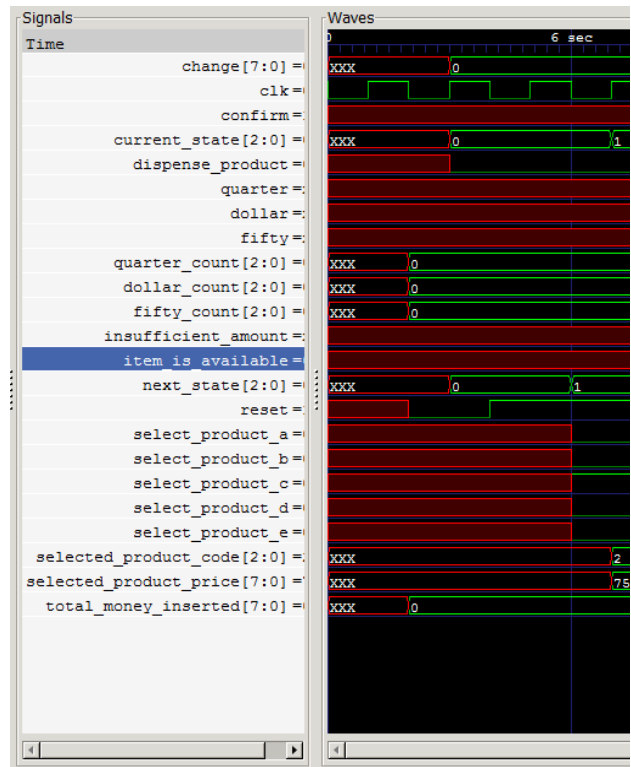 Signals
Waves
Time
6 sec
change[7:0] =
XXX 0
clk =
confirm =
current_state[2:0] =
XXX 0 1
dispense_product =
quarter =
dollar =
fifty =
quarter_count[2:0] =
XXX 0
dollar_count[2:0] =
XXX 0
fifty_count[2:0] =
XXX 0
insufficient_amount =
item_is_available =
next_state[2:0] =
XXX 0 1
reset =
select_product_a =
select_product_b =
select_product_c =
select_product_d =
select_product_e =
selected_product_code[2:0] =
XXX 2
selected_product_price[7:0] =
XXX 75
total_money_inserted[7:0] =
XXX 0